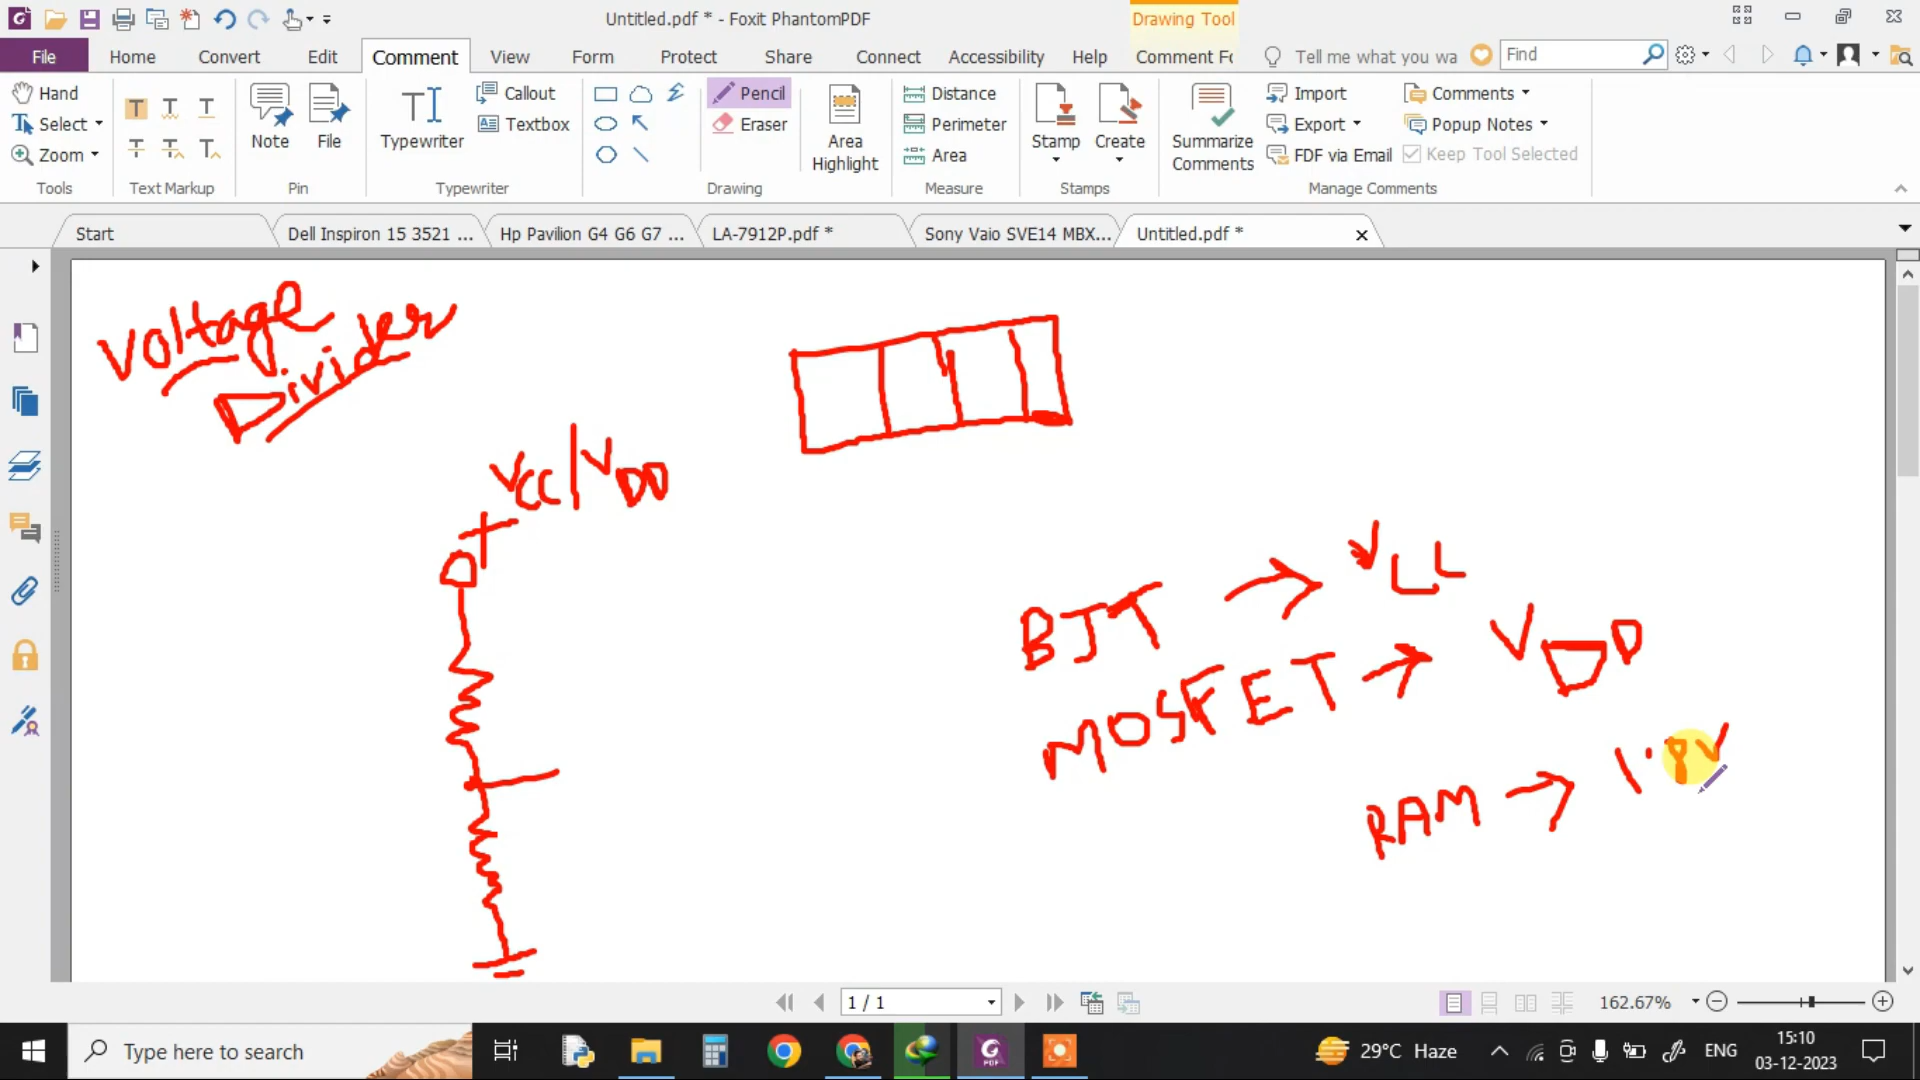 Untitled.pdf * - Foxit PhantomPDF
Drawing Tool
File
Home
Convert
Edit
Comment
View
Form
Protect
Share
Connect
Accessibility
Help
Comment Fc
Tell me what you wa
Find
Hand
Select
Zoom
Tools
Text Markup
Note
File
Pin
Typewriter
Callout
Textbox
Typewriter
Pencil
Eraser
Drawing
Area Highlight
Distance
Perimeter
Area
Measure
Stamp
Create
Stamps
Summarize Comments
Import
Export
FDF via Email
Comments
Popup Notes
Keep Tool Selected
Manage Comments
Start
Dell Inspiron 15 3521 ...
Hp Pavilion G4 G6 G7 ...
LA-7912P.pdf *
Sony Vaio SVE14 MBX...
Untitled.pdf *
Voltage
Divider
VCC|VDD
BJT → VCC
MOSFET → VDD
RAM → 1.8V
1 / 1
162.67%
Type here to search
29°C Haze
ENG
15:10
03-12-2023